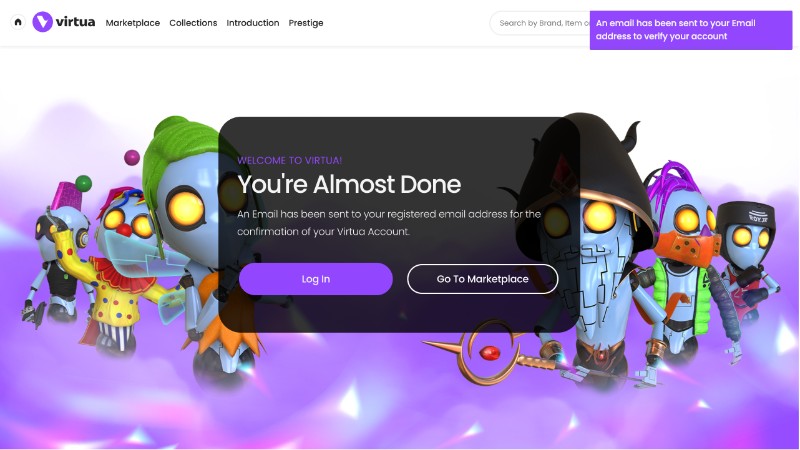 virtua Marketplace Collections Introduction Prestige
Search by Brand, Item
An email has been sent to your Email
address to verify your account
WELCOME TO VIRTUA!
You're Almost Done
An Email has been sent to your registered email address for the
confirmation of your Virtua Account.
Log In
Go To Marketplace